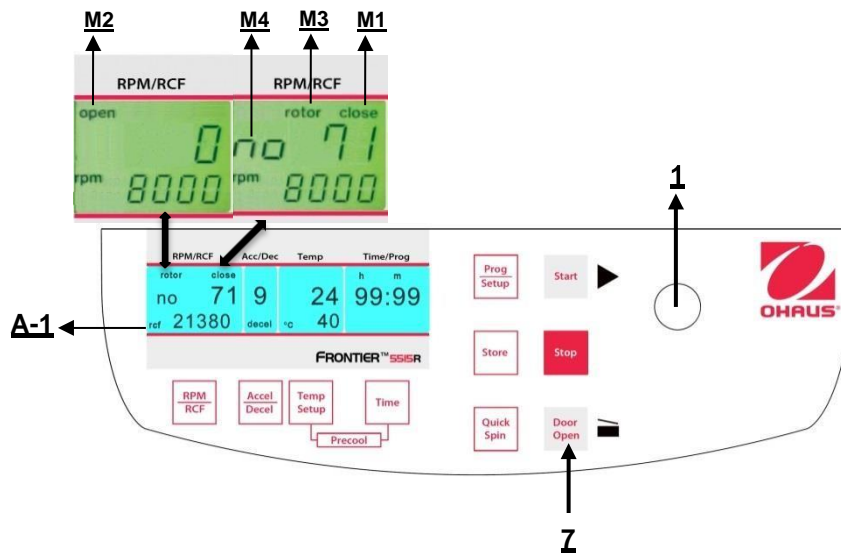 M2
M4
M3
M1
RPM/RCF
open
0
rpm 8000
RPM/RCF
rotor close
no 71
rpm 8000
1
RPM/RCF Acc/Dec Temp Time/Prog
rotor close h m
no 71 9 24 99:99
rcf 21380 decel °C 40
A-1
FRONTIER™ 5515R
RPM
RCF
Accel
Decel
Temp
Setup
Time
Precool
Prog
Setup
Start
Store
Stop
Quick
Spin
Door
Open
OHAUS®
7